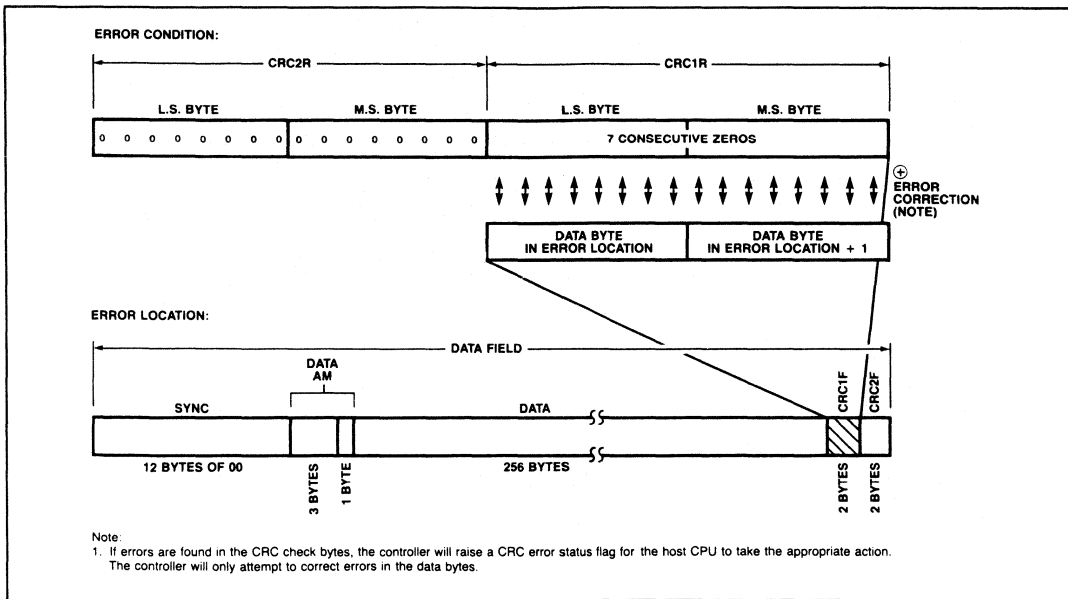 ERROR CONDITION:
CRC2R
CRC1R
L.S. BYTE
M.S. BYTE
L.S. BYTE
M.S. BYTE
0 0 0 0 0 0 0 0 0 0 0 0 0 0 0 0
7 CONSECUTIVE ZEROS
⊕
ERROR
CORRECTION
(NOTE)
DATA BYTE
IN ERROR LOCATION
DATA BYTE
IN ERROR LOCATION + 1
ERROR LOCATION:
DATA FIELD
DATA
AM
SYNC
DATA
CRC1F
CRC2F
12 BYTES OF 00
3 BYTES
1 BYTE
256 BYTES
2 BYTES
2 BYTES
Note:
1. If errors are found in the CRC check bytes, the controller will raise a CRC error status flag for the host CPU to take the appropriate action.
The controller will only attempt to correct errors in the data bytes.